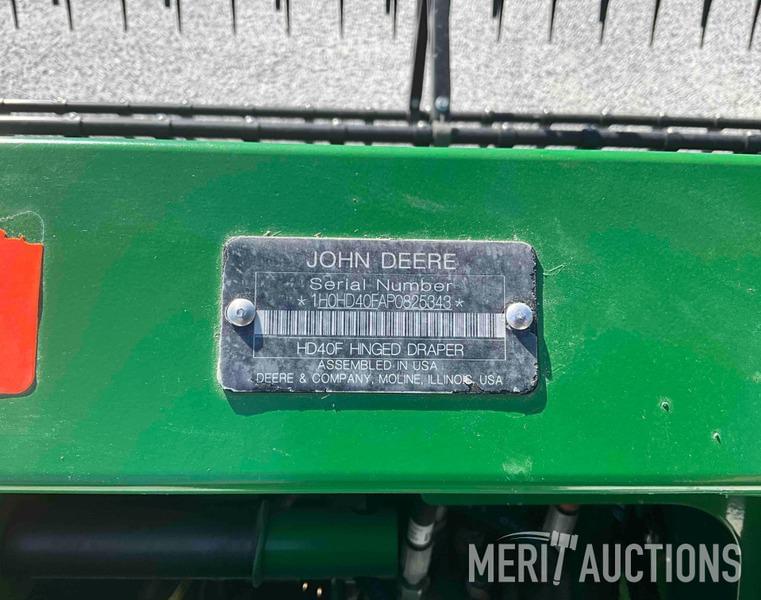 JOHN DEERE
Serial Number
*1H0HD40FAP0825343*
HD40F HINGED DRAPER
ASSEMBLED IN USA
DEERE & COMPANY, MOLINE, ILLINOIS, USA
MERIT AUCTIONS